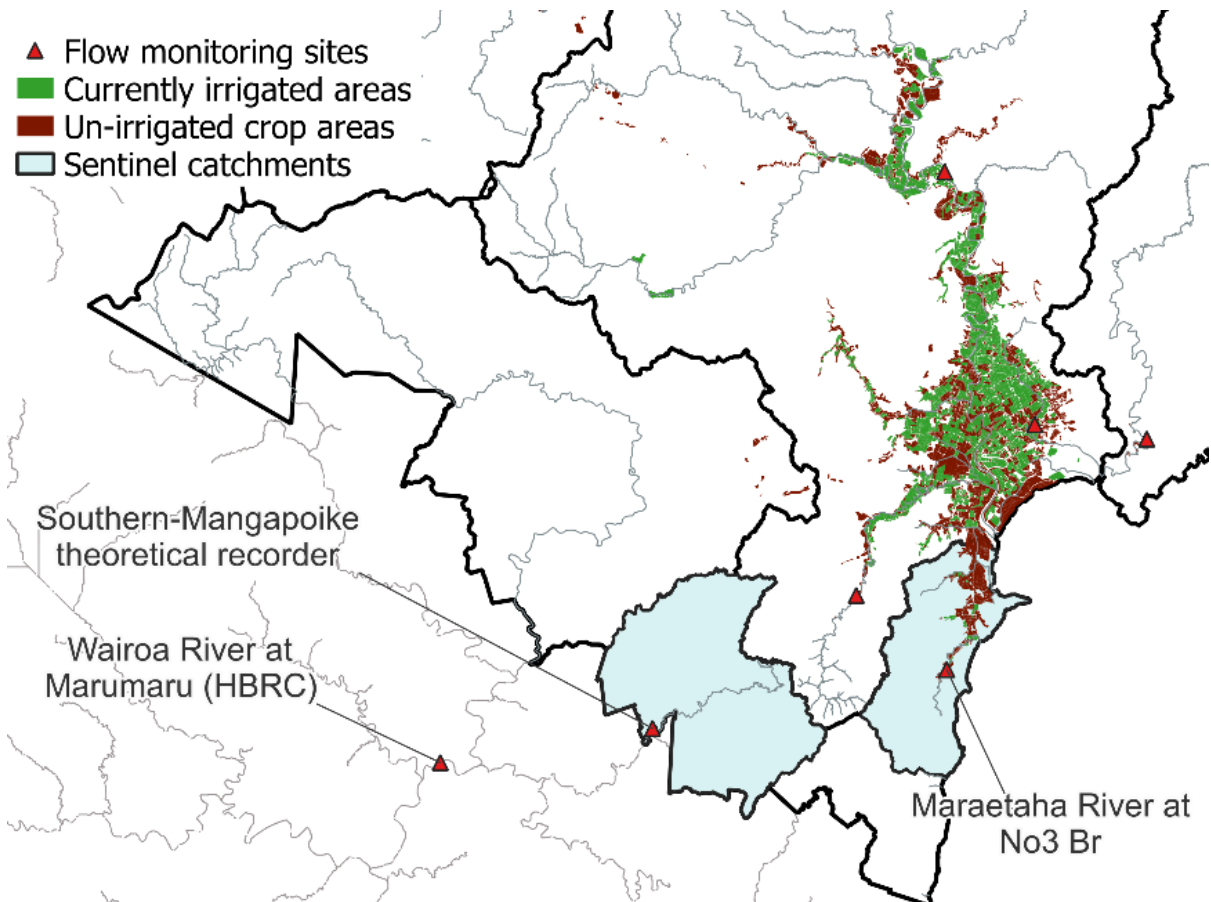 Flow monitoring sites
Currently irrigated areas
Un-irrigated crop areas
Sentinel catchments
Southern-Mangapoike
theoretical recorder
Wairoa River at
Marumaru (HBRC)
Maraetaha River at
No3 Br